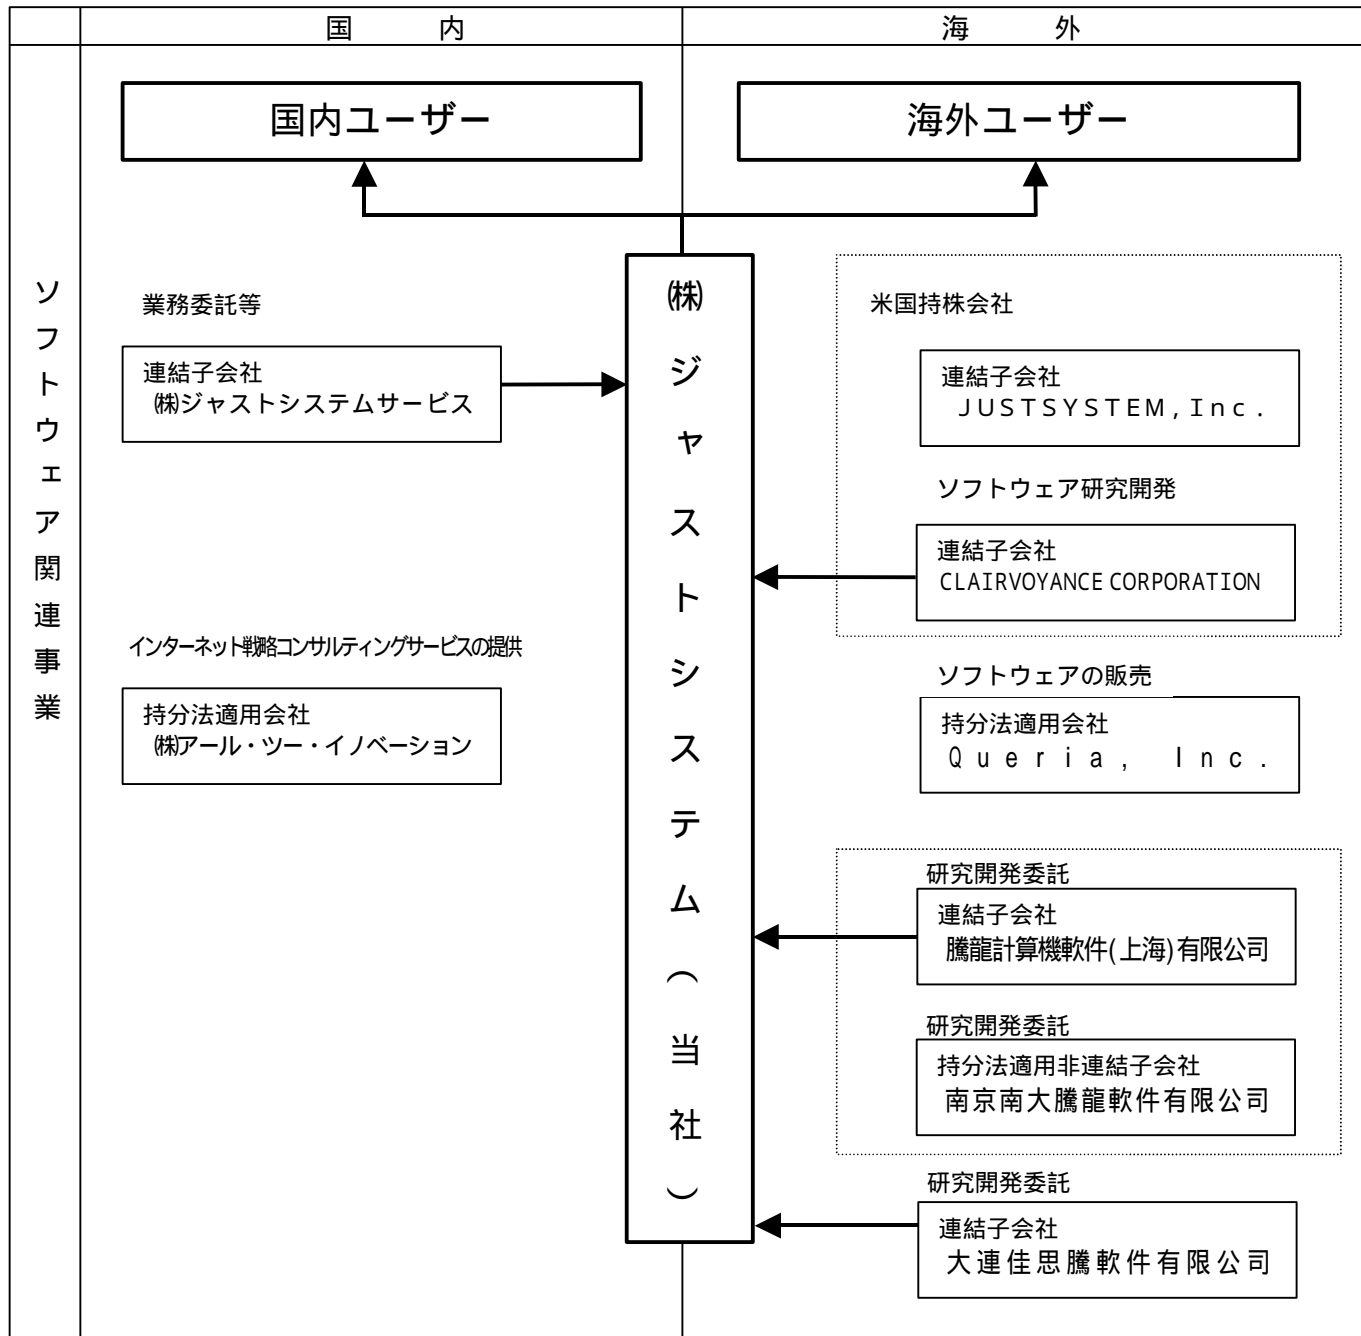 国内
海外
国内ユーザー
海外ユーザー
ソフトウェア関連事業
業務委託等
連結子会社
㈱ジャストシステムサービス
インターネット戦略コンサルティングサービスの提供
持分法適用会社
㈱アール・ツー・イノベーション
㈱ジャストシステム（当社）
米国持株会社
連結子会社
ＪＵＳＴＳＹＳＴＥＭ，Ｉｎｃ．
ソフトウェア研究開発
連結子会社
CLAIRVOYANCE CORPORATION
ソフトウェアの販売
持分法適用会社
Ｑｕｅｒｉａ，　Ｉｎｃ．
研究開発委託
連結子会社
騰龍計算機軟件(上海)有限公司
研究開発委託
持分法適用非連結子会社
南京南大騰龍軟件有限公司
研究開発委託
連結子会社
大連佳思騰軟件有限公司